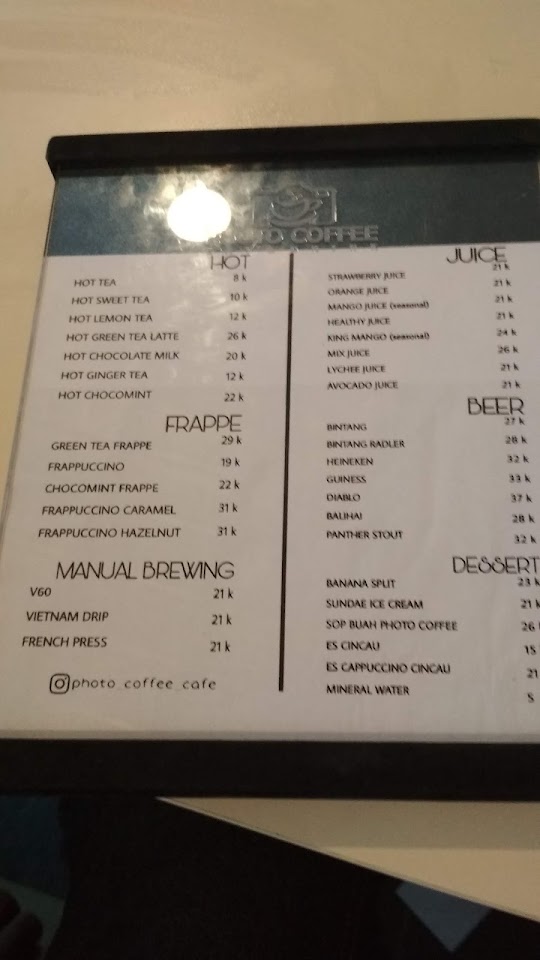 COFFEE
HOT
HOT TEA 8 k
HOT SWEET TEA 10 k
HOT LEMON TEA 12 k
HOT GREEN TEA LATTE 26 k
HOT CHOCOLATE MILK 20 k
HOT GINGER TEA 12 k
HOT CHOCOMINT 22 k
FRAPPE
GREEN TEA FRAPPE 29 k
FRAPPUCCINO 19 k
CHOCOMINT FRAPPE 22 k
FRAPPUCCINO CARAMEL 31 k
FRAPPUCCINO HAZELNUT 31 k
MANUAL BREWING
V60 21 k
VIETNAM DRIP 21 k
FRENCH PRESS 21 k
photo_coffee_cafe
JUICE
STRAWBERRY JUICE 21 k
ORANGE JUICE 21 k
MANGO JUICE (seasonal) 21 k
HEALTHY JUICE 21 k
KING MANGO (seasonal) 24 k
MIX JUICE 26 k
LYCHEE JUICE 21 k
AVOCADO JUICE 21 k
BEER
BINTANG 27 k
BINTANG RADLER 28 k
HEINEKEN 32 k
GUINESS 33 k
DIABLO 37 k
BALIHAI 28 k
PANTHER STOUT 32 k
DESSERT
BANANA SPLIT 23 k
SUNDAE ICE CREAM 21 k
SOP BUAH PHOTO COFFEE 26
ES CINCAU 15
ES CAPPUCCINO CINCAU 21
MINERAL WATER 5